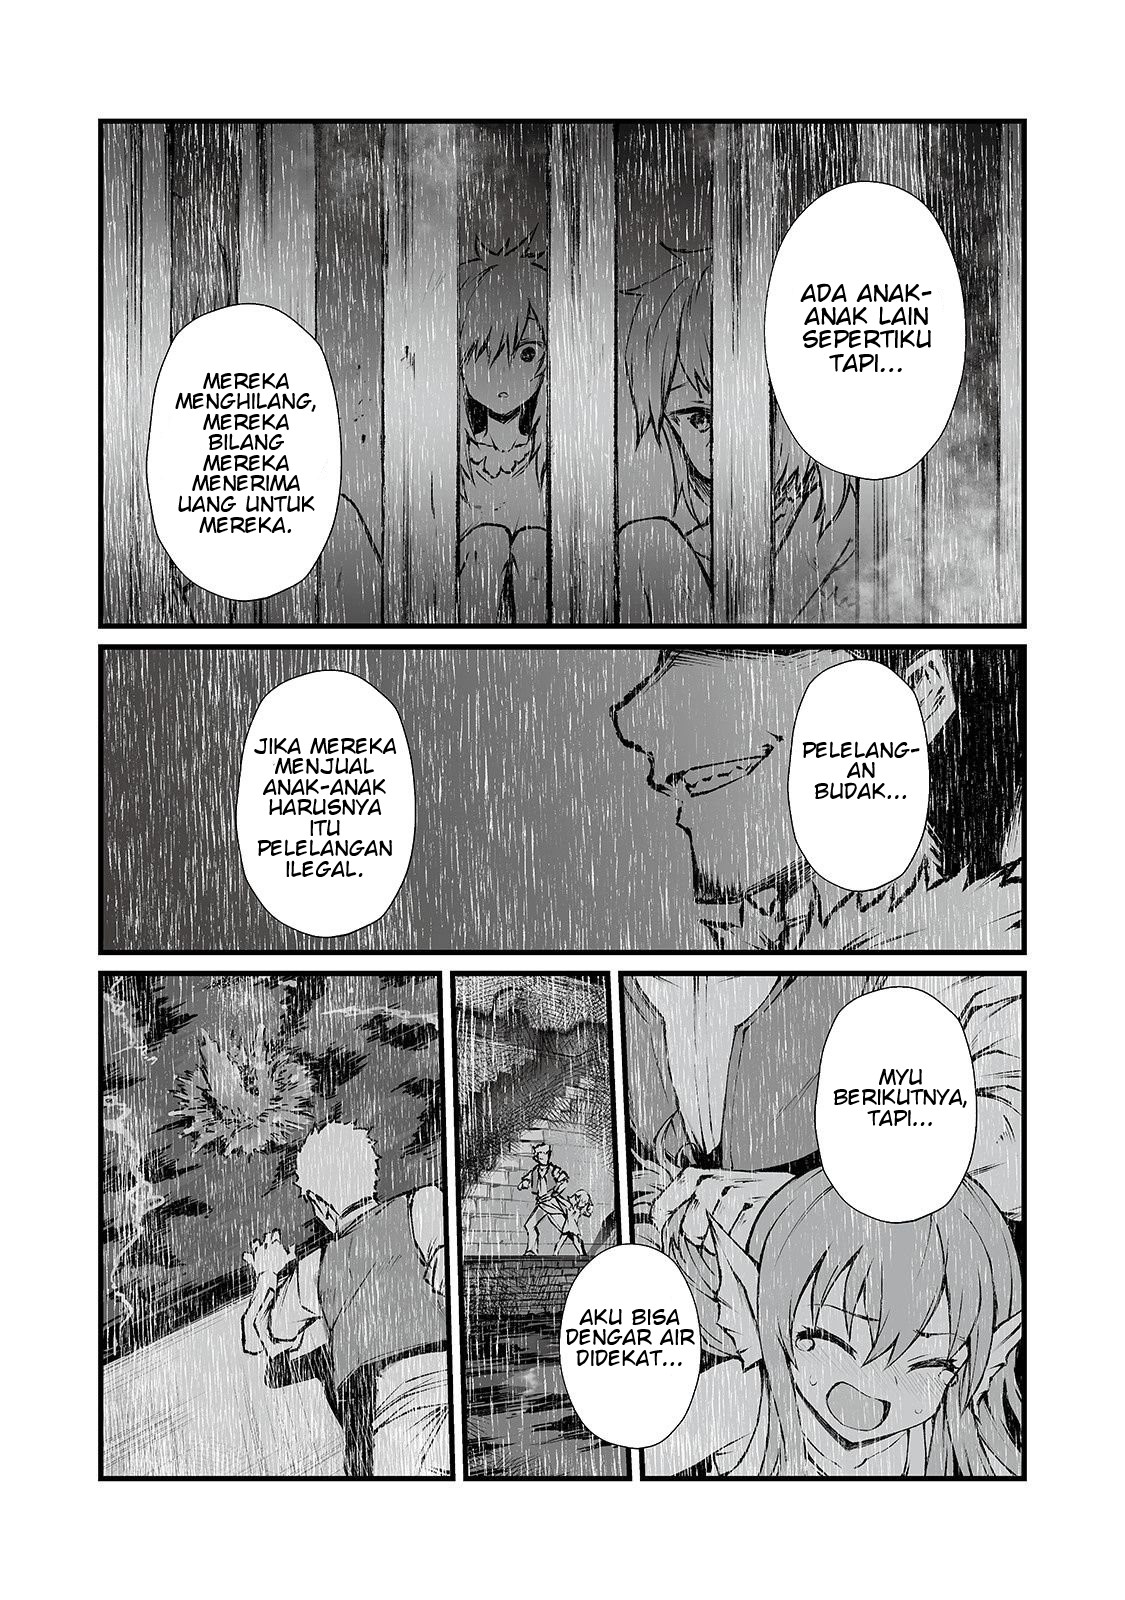 ADA ANAK-
ANAK LAIN
SEPERTIKU
TAPI...
MEREKA
MENGHILANG,
MEREKA
BILANG
MEREKA
MENERIMA
UANG UNTUK
MEREKA.
PELELANG-
AN
BUDAK...
JIKA MEREKA
MENJUAL
ANAK-ANAK
HARUSNYA
ITU
PELELANGAN
ILEGAL.
MYU
BERIKUTNYA,
TAPI...
AKU BISA
DENGAR AIR
DIDEKAT...